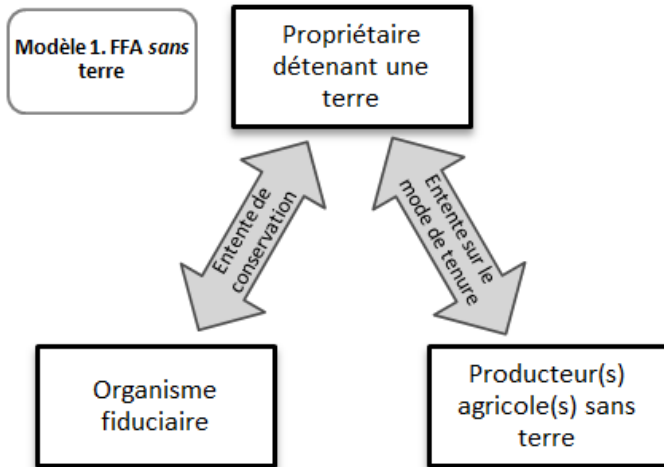 Modèle 1. FFA sans
terre
Propriétaire
détenant une
terre
Entente de
conservation
Entente sur le
mode de tenure
Organisme
fiduciaire
Producteur(s)
agricole(s) sans
terre